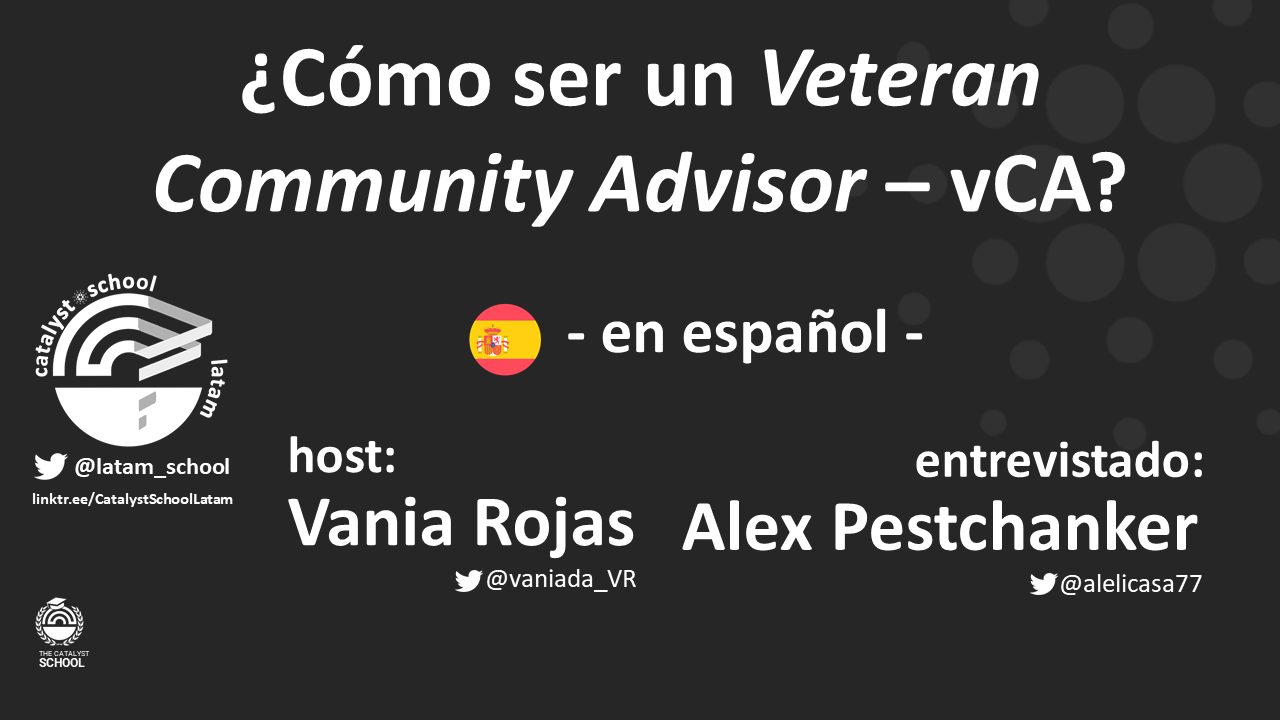 ¿Cómo ser un Veteran
Community Advisor – vCA?
catalyst school
latam
- en español -
@latam_school
linktr.ee/CatalystSchoolLatam
host:
Vania Rojas
@vaniada_VR
entrevistado:
Alex Pestchanker
@alelicasa77
THE CATALYST
SCHOOL